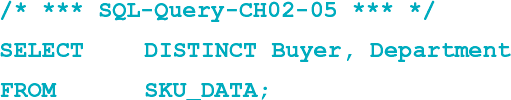 /* *** SQL-Query-CH02-05 *** */
SELECT DISTINCT Buyer, Department
FROM SKU_DATA;